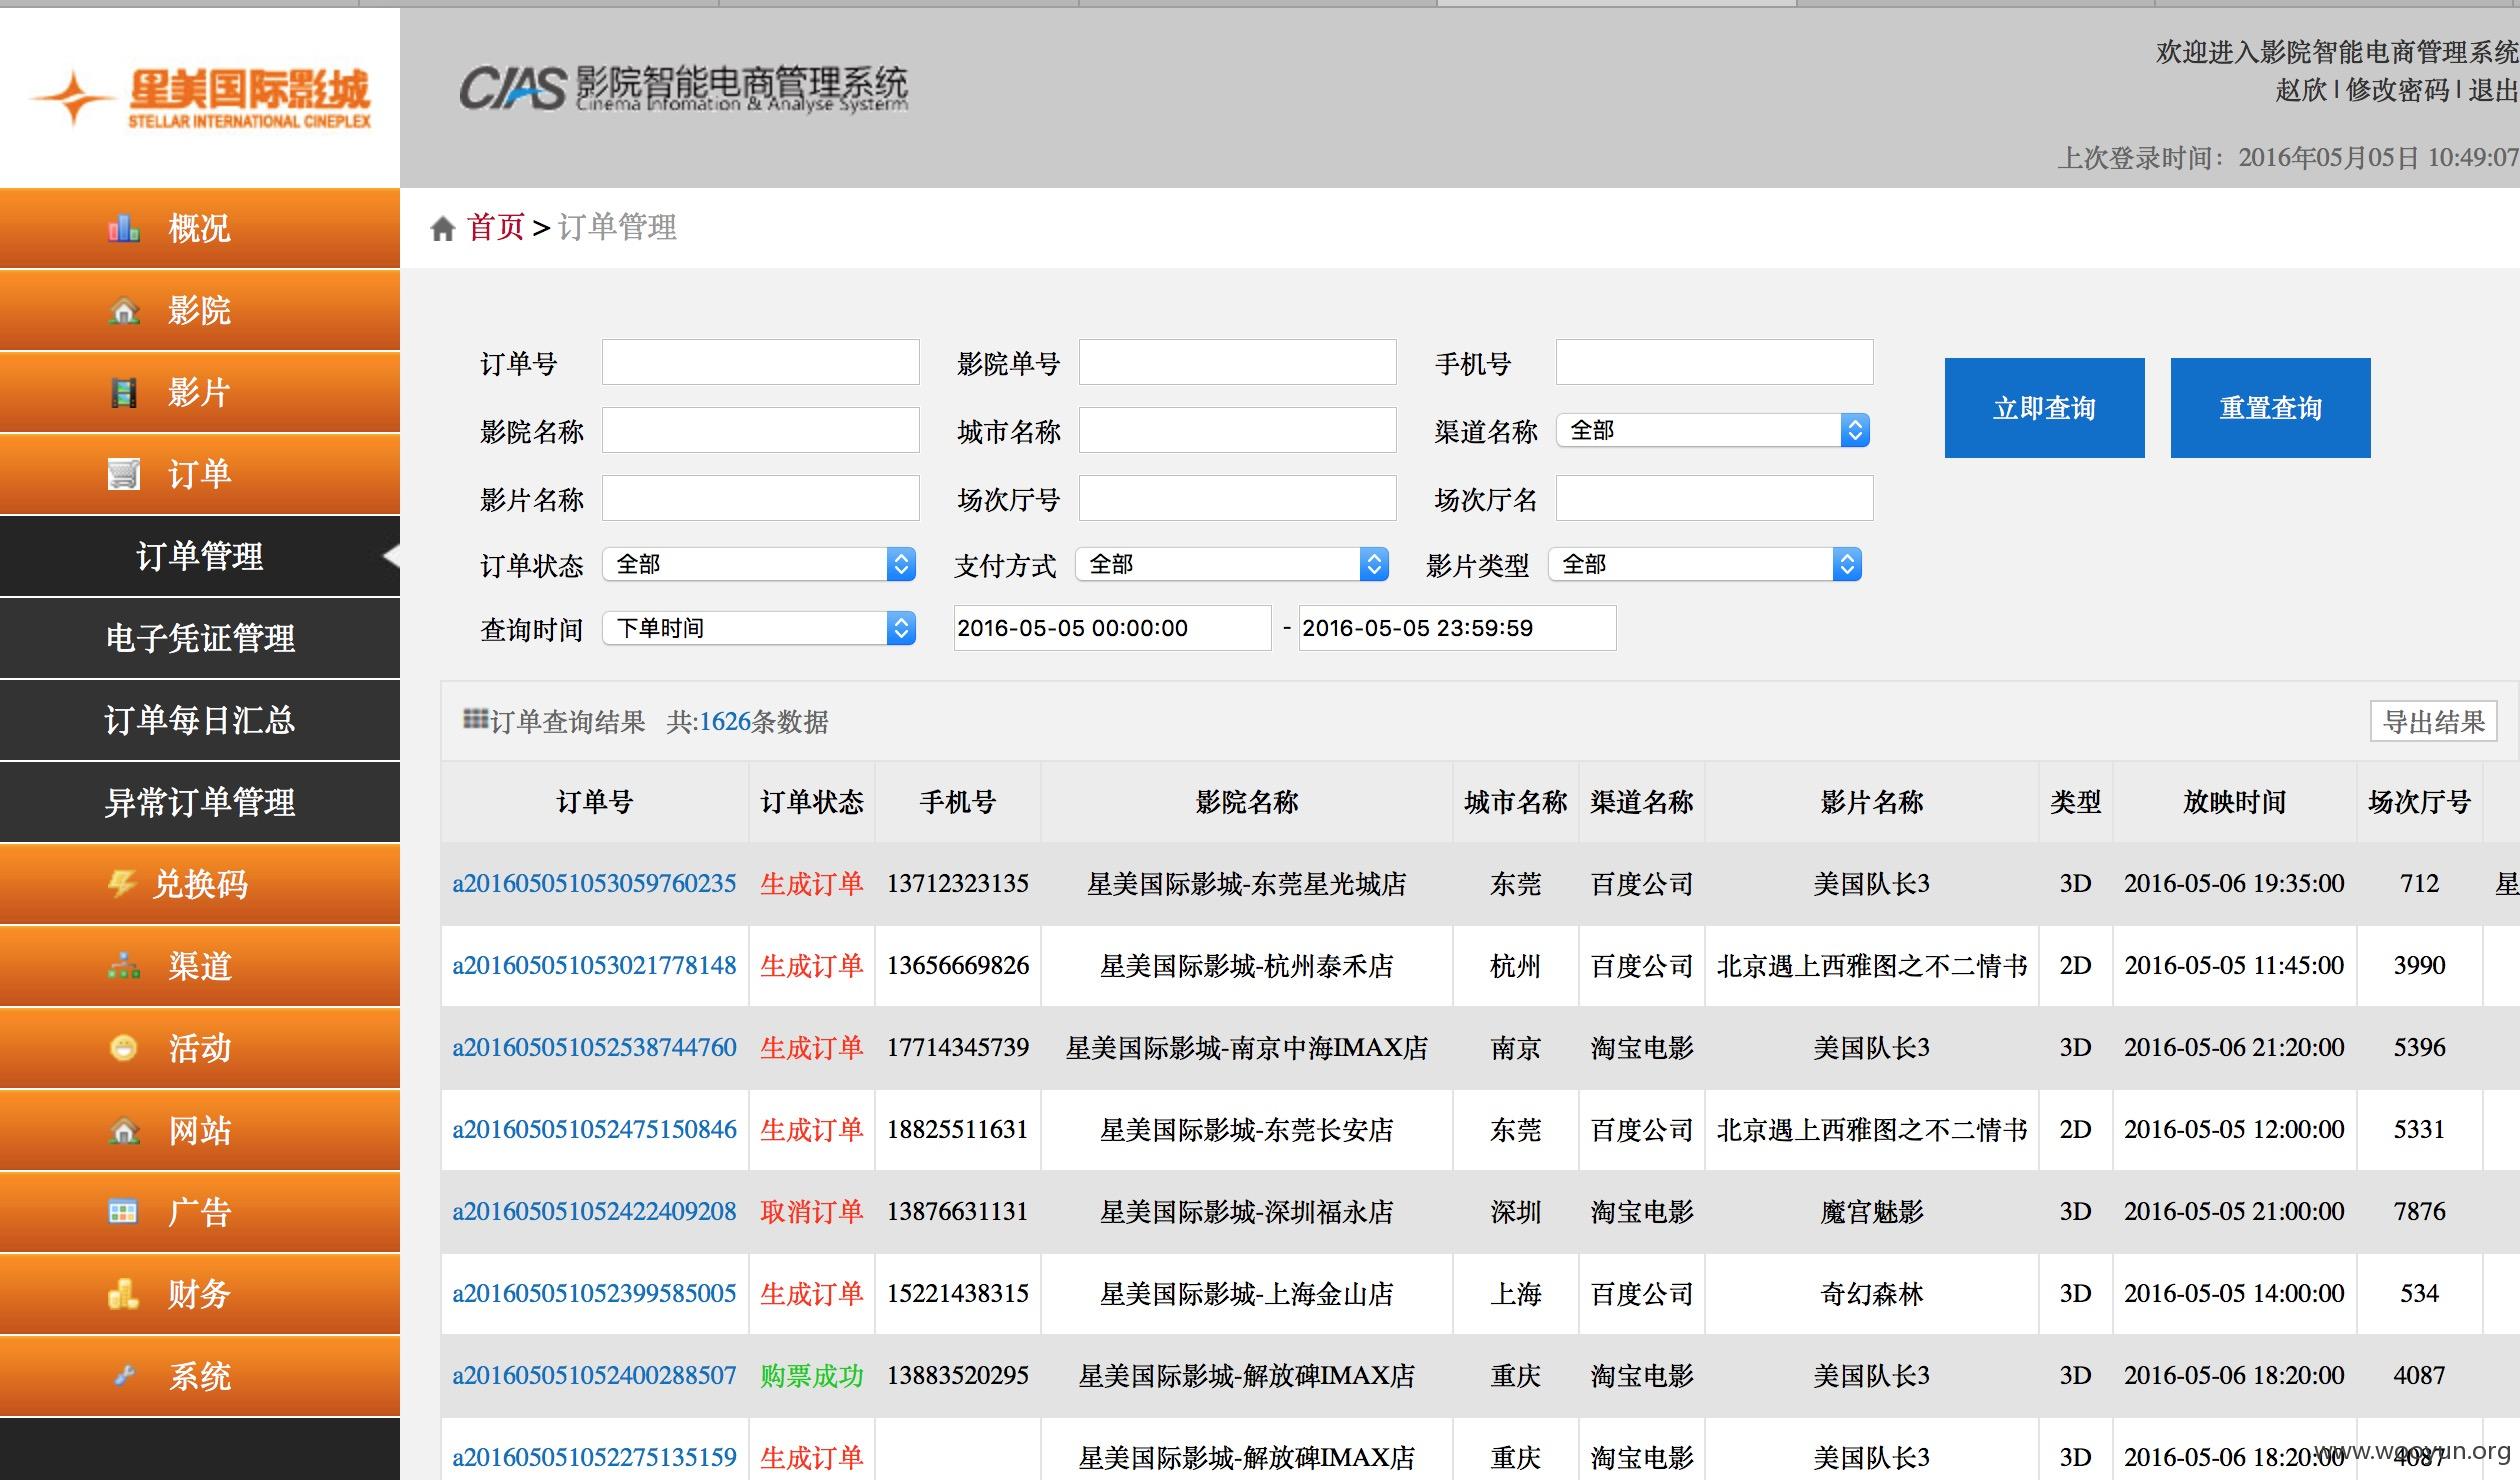 星美国际影城
STELLAR INTERNATIONAL CINEPLEX
CIAS 影院智能电商管理系统
Cinema Infomation & Analyse Systerm
欢迎进入影院智能电商管理系统
赵欣 | 修改密码 | 退出
上次登录时间：2016年05月05日 10:49:07
概况
影院
影片
订单
订单管理
电子凭证管理
订单每日汇总
异常订单管理
兑换码
渠道
活动
网站
广告
财务
系统
首页 > 订单管理
订单号 影院单号 手机号
立即查询 重置查询
影院名称 城市名称 渠道名称 全部
影片名称 场次厅号 场次厅名
订单状态 全部 支付方式 全部 影片类型 全部
查询时间 下单时间 2016-05-05 00:00:00 - 2016-05-05 23:59:59
订单查询结果 共:1626条数据 导出结果
订单号 订单状态 手机号 影院名称 城市名称 渠道名称 影片名称 类型 放映时间 场次厅号
a201605051053059760235 生成订单 13712323135 星美国际影城-东莞星光城店 东莞 百度公司 美国队长3 3D 2016-05-06 19:35:00 712 星
a201605051053021778148 生成订单 13656669826 星美国际影城-杭州泰禾店 杭州 百度公司 北京遇上西雅图之不二情书 2D 2016-05-05 11:45:00 3990
a201605051052538744760 生成订单 17714345739 星美国际影城-南京中海IMAX店 南京 淘宝电影 美国队长3 3D 2016-05-06 21:20:00 5396
a201605051052475150846 生成订单 18825511631 星美国际影城-东莞长安店 东莞 百度公司 北京遇上西雅图之不二情书 2D 2016-05-05 12:00:00 5331
a201605051052422409208 取消订单 13876631131 星美国际影城-深圳福永店 深圳 淘宝电影 魔宫魅影 3D 2016-05-05 21:00:00 7876
a201605051052399585005 生成订单 15221438315 星美国际影城-上海金山店 上海 百度公司 奇幻森林 3D 2016-05-05 14:00:00 534
a201605051052400288507 购票成功 13883520295 星美国际影城-解放碑IMAX店 重庆 淘宝电影 美国队长3 3D 2016-05-06 18:20:00 4087
a201605051052275135159 生成订单 星美国际影城-解放碑IMAX店 重庆 淘宝电影 美国队长3 3D 2016-05-06 18:20:00 4087
www.wooyun.org